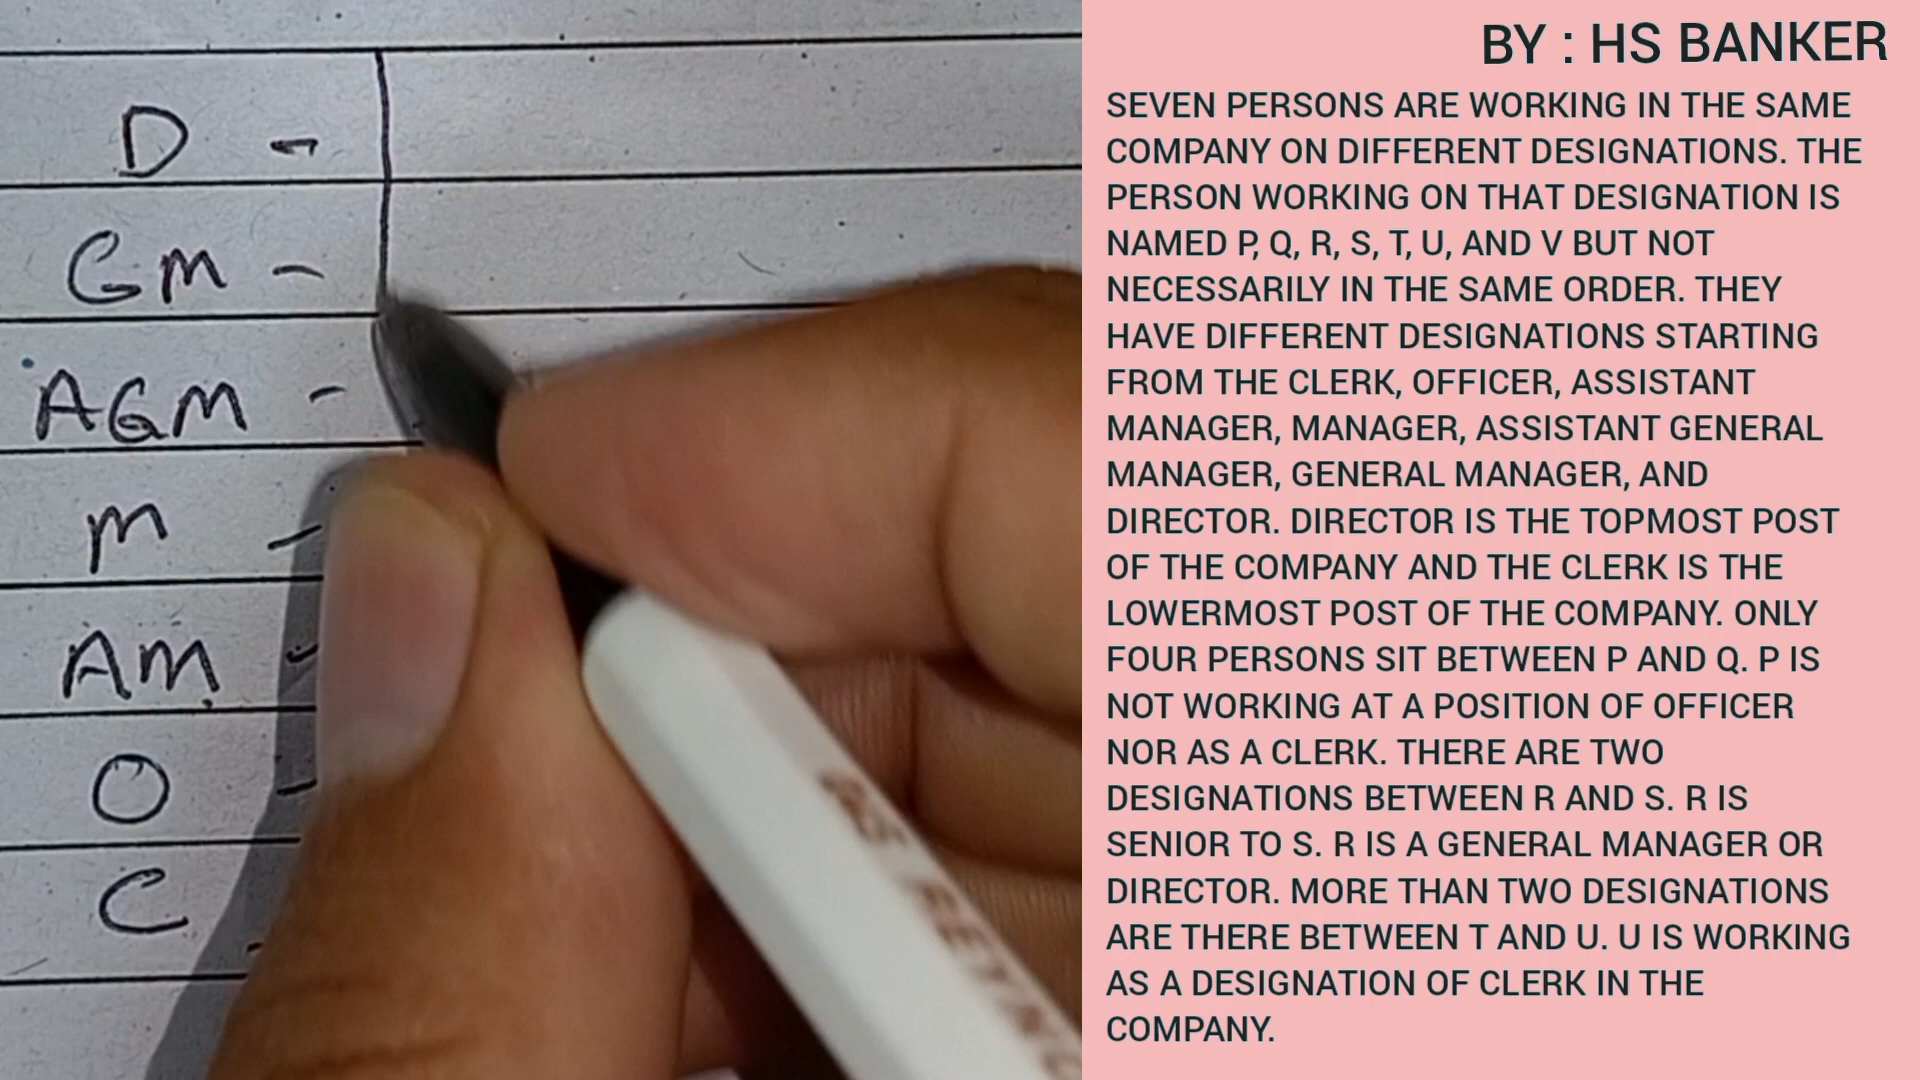 D -
GM -
AGM -
M -
AM -
O -
C -
BY : HS BANKER
SEVEN PERSONS ARE WORKING IN THE SAME
COMPANY ON DIFFERENT DESIGNATIONS. THE
PERSON WORKING ON THAT DESIGNATION IS
NAMED P, Q, R, S, T, U, AND V BUT NOT
NECESSARILY IN THE SAME ORDER. THEY
HAVE DIFFERENT DESIGNATIONS STARTING
FROM THE CLERK, OFFICER, ASSISTANT
MANAGER, MANAGER, ASSISTANT GENERAL
MANAGER, GENERAL MANAGER, AND
DIRECTOR. DIRECTOR IS THE TOPMOST POST
OF THE COMPANY AND THE CLERK IS THE
LOWERMOST POST OF THE COMPANY. ONLY
FOUR PERSONS SIT BETWEEN P AND Q. P IS
NOT WORKING AT A POSITION OF OFFICER
NOR AS A CLERK. THERE ARE TWO
DESIGNATIONS BETWEEN R AND S. R IS
SENIOR TO S. R IS A GENERAL MANAGER OR
DIRECTOR. MORE THAN TWO DESIGNATIONS
ARE THERE BETWEEN T AND U. U IS WORKING
AS A DESIGNATION OF CLERK IN THE
COMPANY.